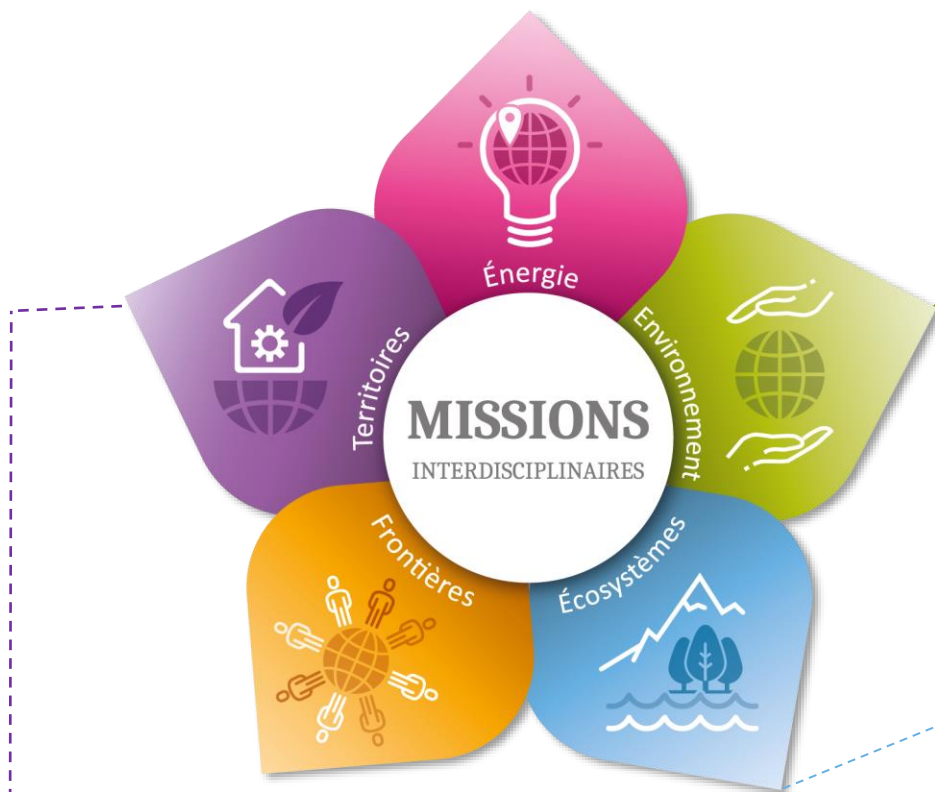 Énergie
Environnement
Territoires
MISSIONS
INTERDISCIPLINAIRES
Frontières
Écosystèmes